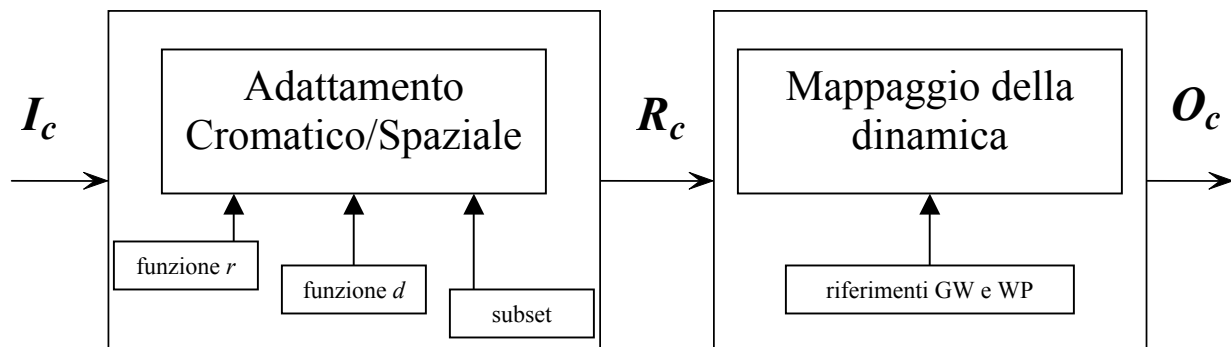 I_c
Adattamento
Cromatico/Spaziale
funzione r
funzione d
subset
R_c
Mappaggio della
dinamica
riferimenti GW e WP
O_c